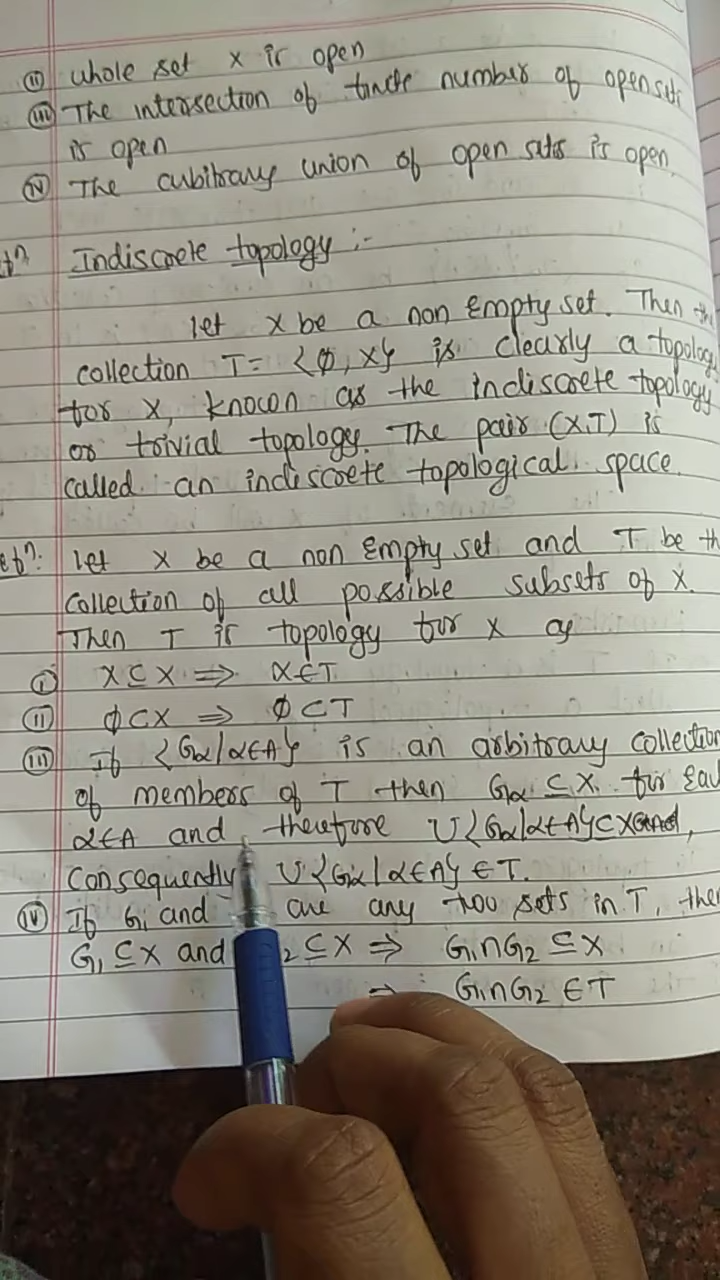 (ii) Whole set X is open
(iii) The intersection of finite number of open sets
is open
(iv) The arbitrary union of open sets is open.
Indiscrete topology :-
let X be a non Empty set. Then the
collection T = {ϕ, X} is clearly a topology
for X, known as the indiscrete topology
or trivial topology. The pair (X,T) is
called an indiscrete topological space.
let X be a non Empty set and T be the
collection of all possible subsets of X.
Then T is topology for X as
(i) X ⊆ X ⇒ X ∈ T
(ii) ϕ ⊂ X ⇒ ϕ ⊂ T
(iii) If {Gα | α ∈ A} is an arbitrary collection
of members of T then Gα ⊆ X. for
α ∈ A and therefore ∪{Gα | α ∈ A} ⊂ X
Consequently ∪{Gα | α ∈ A} ∈ T.
(iv) If G1 and are any two sets in T, then
G1 ⊆ X and 2 ⊆ X ⇒ G1 ∩ G2 ⊆ X
⇒ G1 ∩ G2 ∈ T